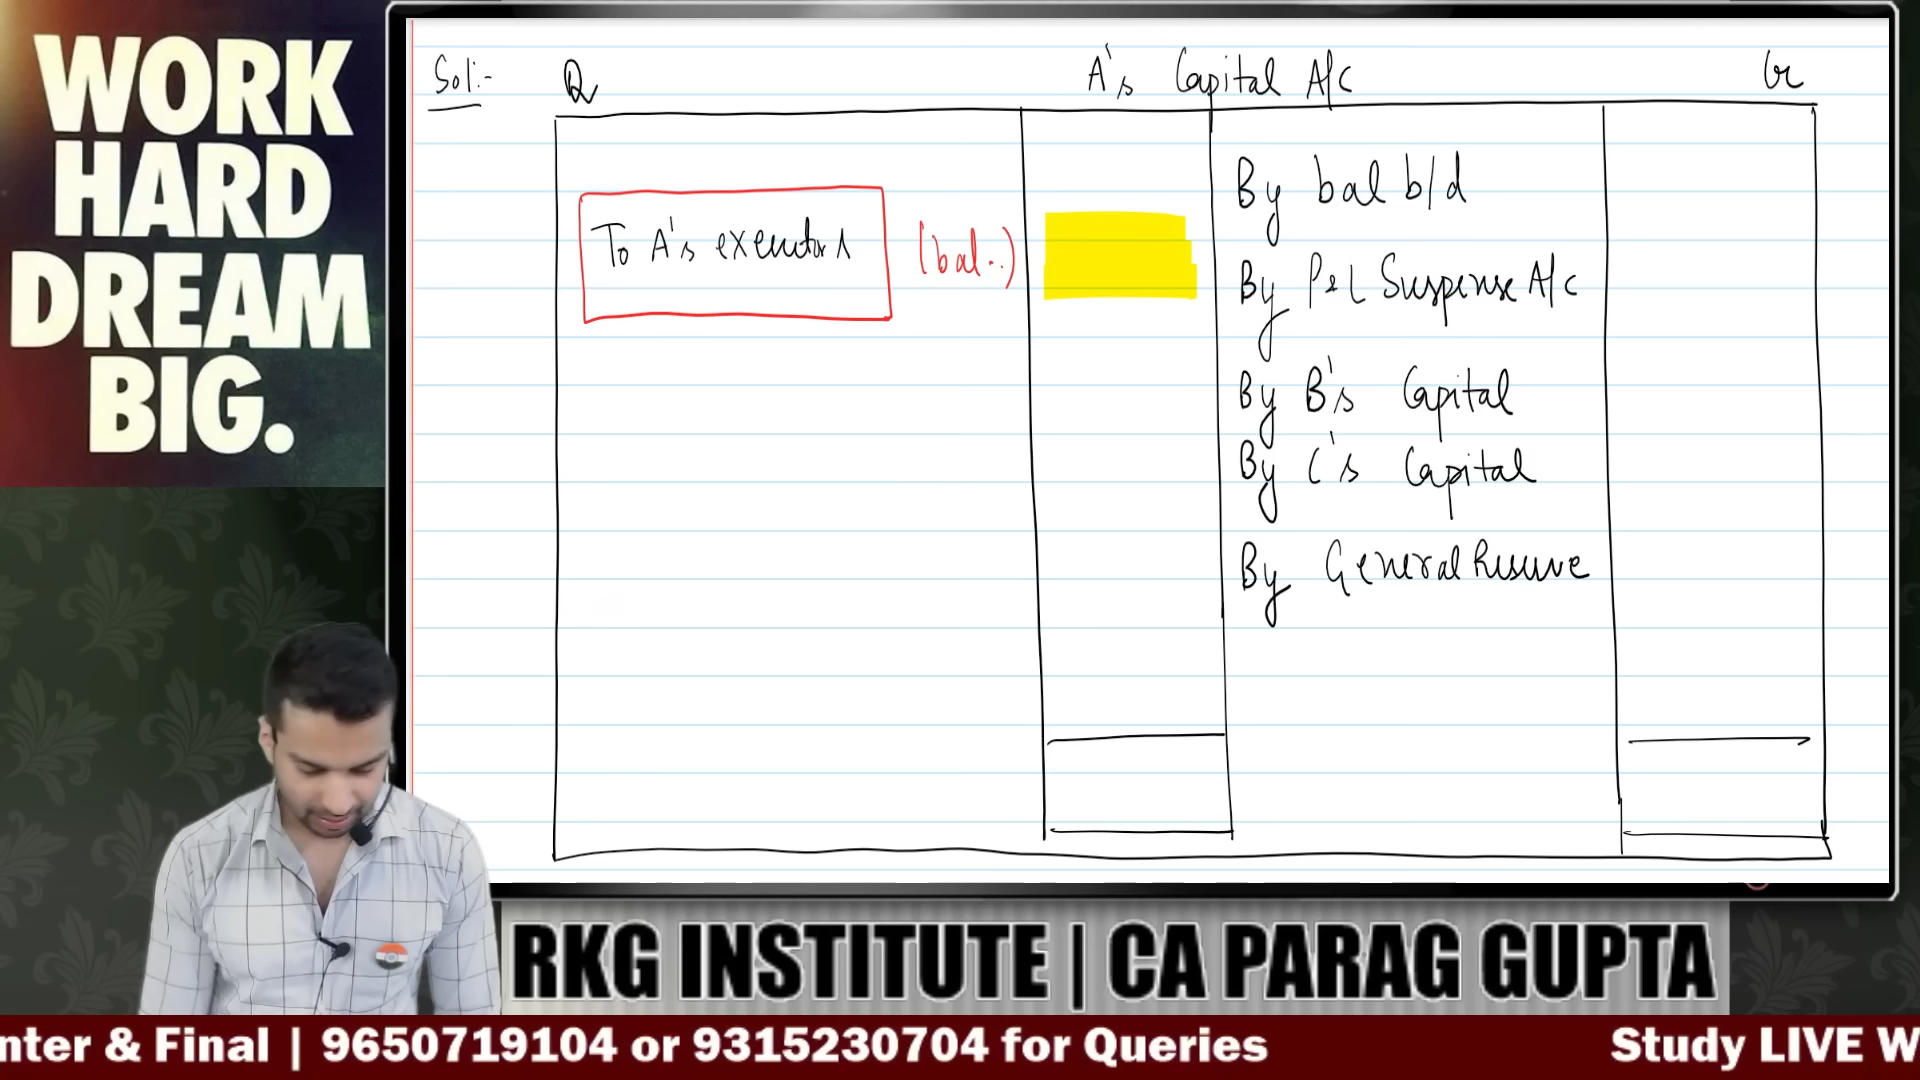 WORK
HARD
DREAM
BIG.
Sol:- Dr A's Capital A/c Cr
To A's executors (bal..)
By bal b/d
By P&L Suspense A/c
By B's Capital
By C's Capital
By General Reserve
RKG INSTITUTE | CA PARAG GUPTA
nter & Final | 9650719104 or 9315230704 for Queries Study LIVE W